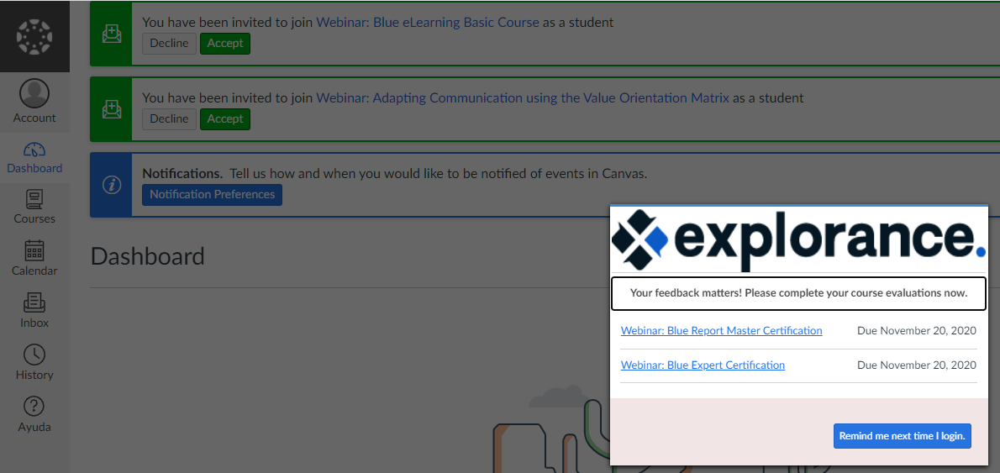 You have been invited to join Webinar: Blue eLearning Basic Course as a student
Decline Accept
You have been invited to join Webinar: Adapting Communication using the Value Orientation Matrix as a student
Decline Accept
Notifications. Tell us how and when you would like to be notified of events in Canvas.
Notification Preferences
Account
Dashboard
Courses
Calendar
Inbox
History
Ayuda
Dashboard
explorance.
Your feedback matters! Please complete your course evaluations now.
Webinar: Blue Report Master Certification Due November 20, 2020
Webinar: Blue Expert Certification Due November 20, 2020
Remind me next time I login.